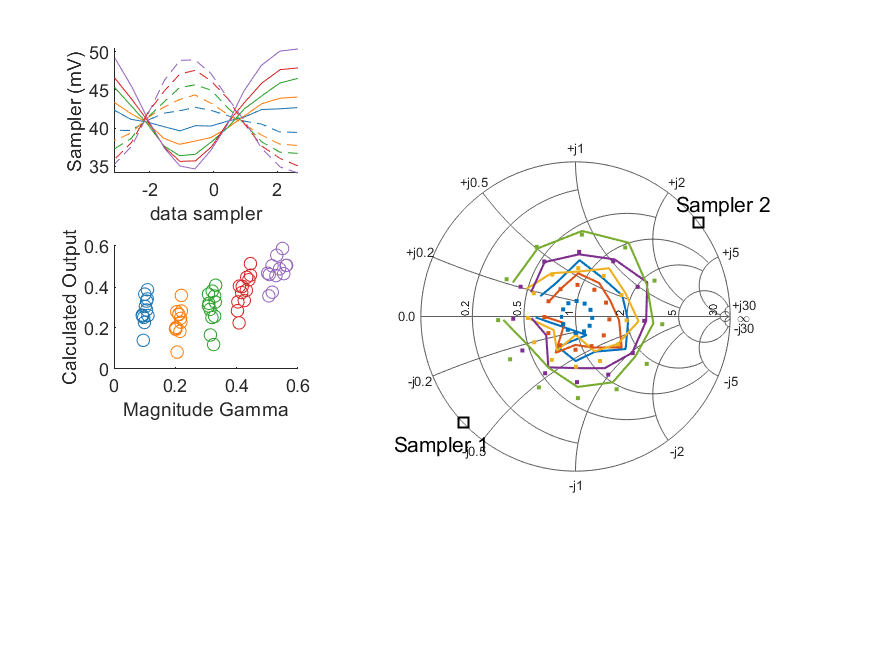 50
45
40
35
Sampler (mV)
-2
0
2
data sampler
0.6
0.4
0.2
0
Calculated Output
0
0.2
0.4
0.6
Magnitude Gamma
+j1
+j0.5
+j2
Sampler 2
+j0.2
+j5
0.0
0.2
0.5
1
2
5
30
+j30
∞
-j30
-j0.2
-j5
Sampler 1
-j0.5
-j2
-j1